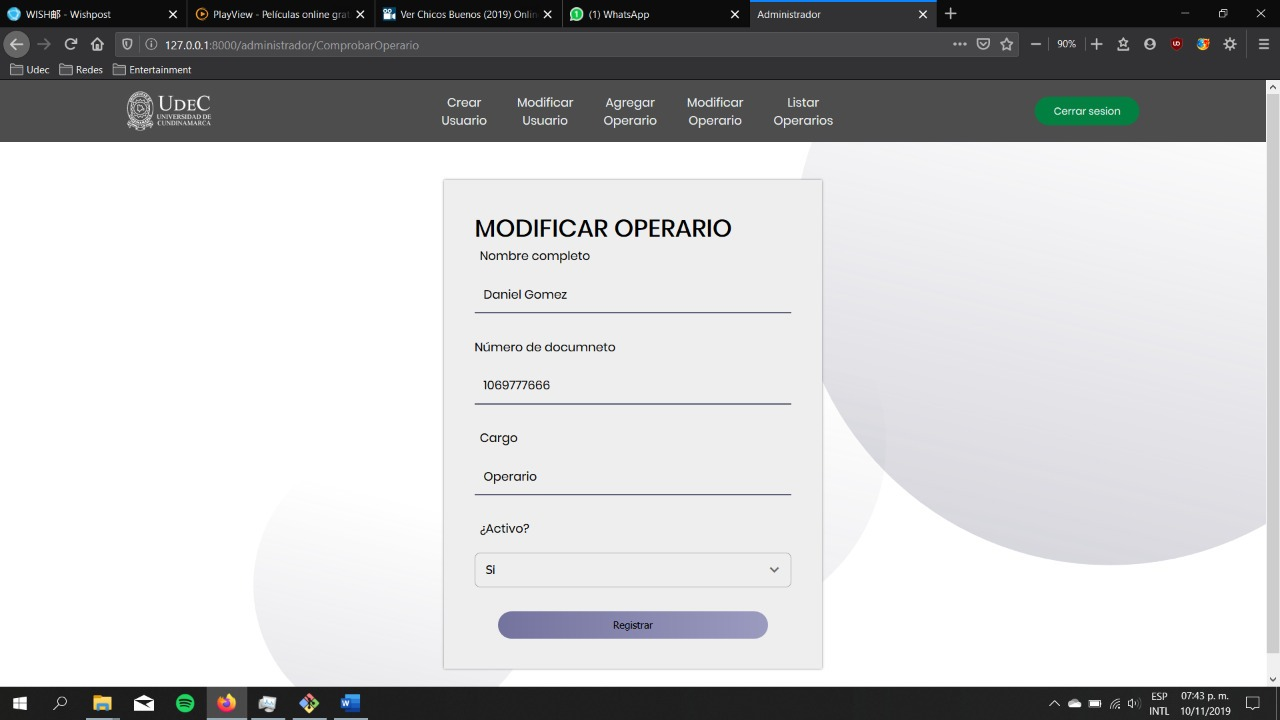 WISH邮 - Wishpost
PlayView - Películas online grat
Ver Chicos Buenos (2019) Onlin
(1) WhatsApp
Administrador
127.0.0.1:8000/administrador/ComprobarOperario
90%
Udec
Redes
Entertainment
UDEC
UNIVERSIDAD DE
CUNDINAMARCA
Crear
Usuario
Modificar
Usuario
Agregar
Operario
Modificar
Operario
Listar
Operarios
Cerrar sesion
MODIFICAR OPERARIO
Nombre completo
Daniel Gomez
Número de documneto
1069777666
Cargo
Operario
¿Activo?
Si
Registrar
ESP
INTL
07:43 p. m.
10/11/2019